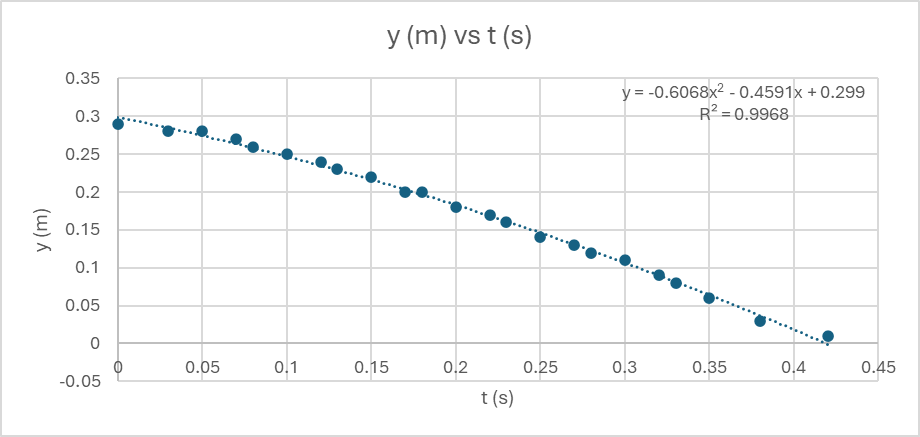 y (m) vs t (s)
0.35
y = -0.6068x² - 0.4591x + 0.299
R² = 0.9968
0.3
0.25
0.2
0.15
0.1
0.05
0
-0.05
y (m)
0 0.05 0.1 0.15 0.2 0.25 0.3 0.35 0.4 0.45
t (s)